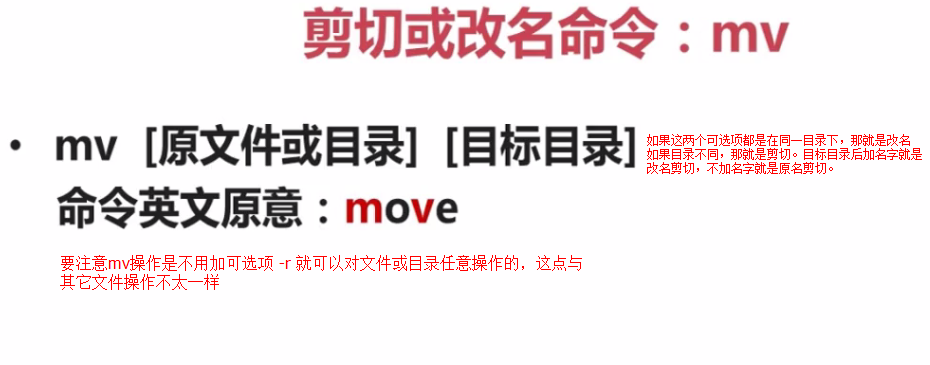 剪切或改名命令：mv
• mv [原文件或目录] [目标目录]
如果这两个可选项都是在同一目录下，那就是改名
如果目录不同，那就是剪切。目标目录后加名字就是
改名剪切，不加名字就是原名剪切。
命令英文原意：move
要注意mv操作是不用加可选项 -r 就可以对文件或目录任意操作的，这点与
其它文件操作不太一样